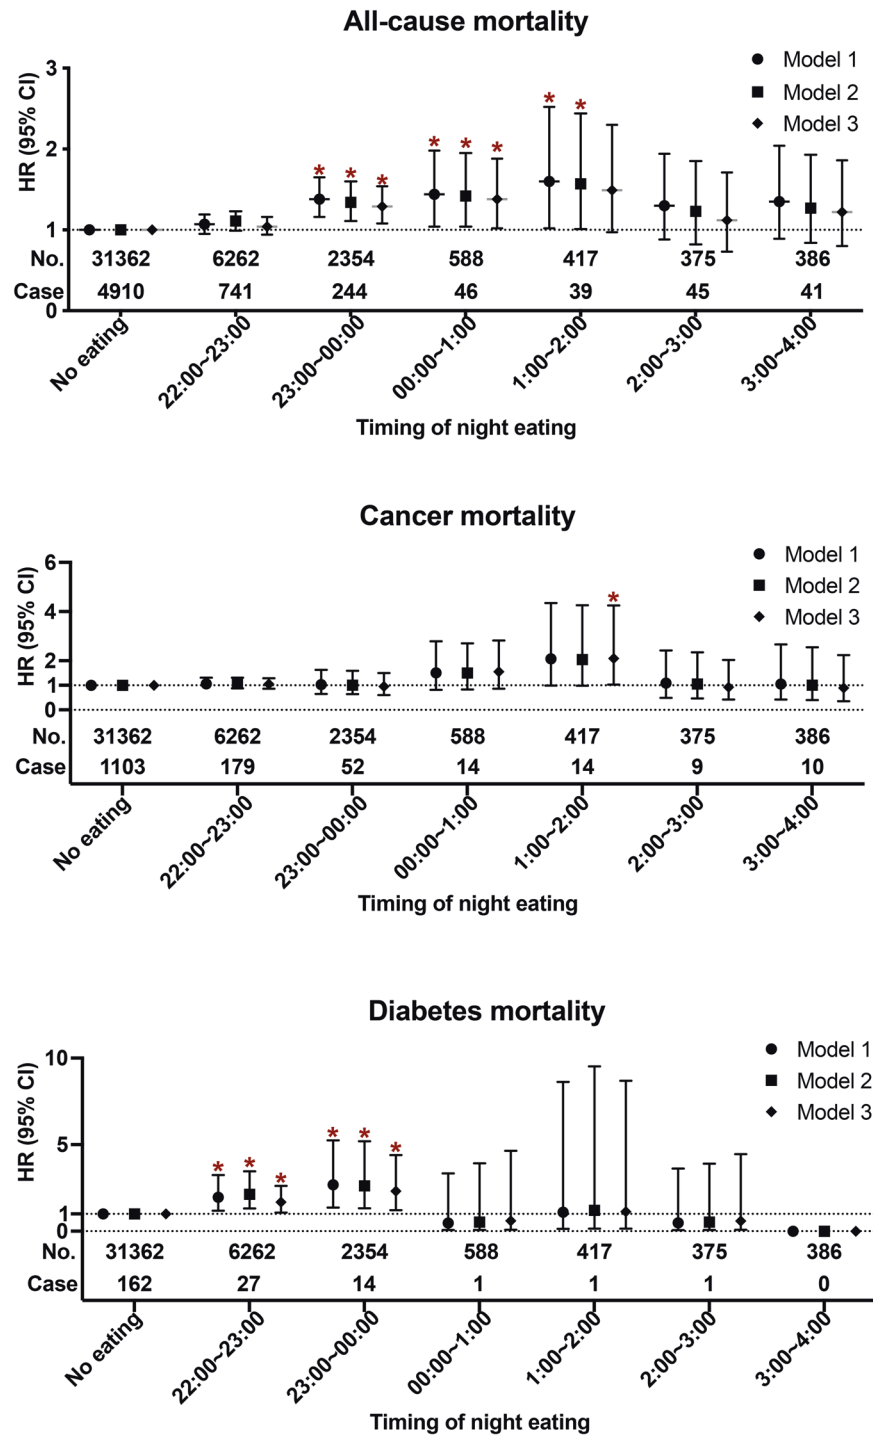 All-cause mortality
Model 1
Model 2
Model 3
HR (95% CI)
3
2
1
0
* * * * * * * *
No. 31362 6262 2354 588 417 375 386
Case 4910 741 244 46 39 45 41
No eating 22:00~23:00 23:00~00:00 00:00~1:00 1:00~2:00 2:00~3:00 3:00~4:00
Timing of night eating
Cancer mortality
Model 1
Model 2
Model 3
HR (95% CI)
6
4
2
1
0
*
No. 31362 6262 2354 588 417 375 386
Case 1103 179 52 14 14 9 10
No eating 22:00~23:00 23:00~00:00 00:00~1:00 1:00~2:00 2:00~3:00 3:00~4:00
Timing of night eating
Diabetes mortality
Model 1
Model 2
Model 3
HR (95% CI)
10
5
1
0
* * * * * *
No. 31362 6262 2354 588 417 375 386
Case 162 27 14 1 1 1 0
No eating 22:00~23:00 23:00~00:00 00:00~1:00 1:00~2:00 2:00~3:00 3:00~4:00
Timing of night eating